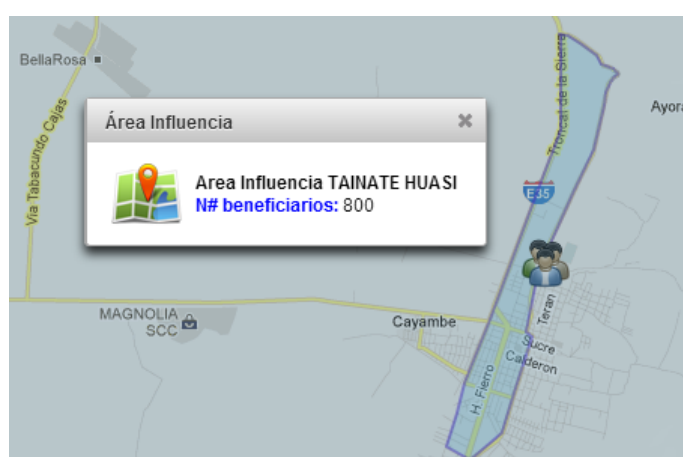 BellaRosa
Via Tabacundo Cajas
Área Influencia
Area Influencia TAINATE HUASI
N# beneficiarios: 800
Troncal de la Sierra
Ayora
E35
MAGNOLIA
SCC
Cayambe
Teran
Sucre
Calderon
H. Fierro